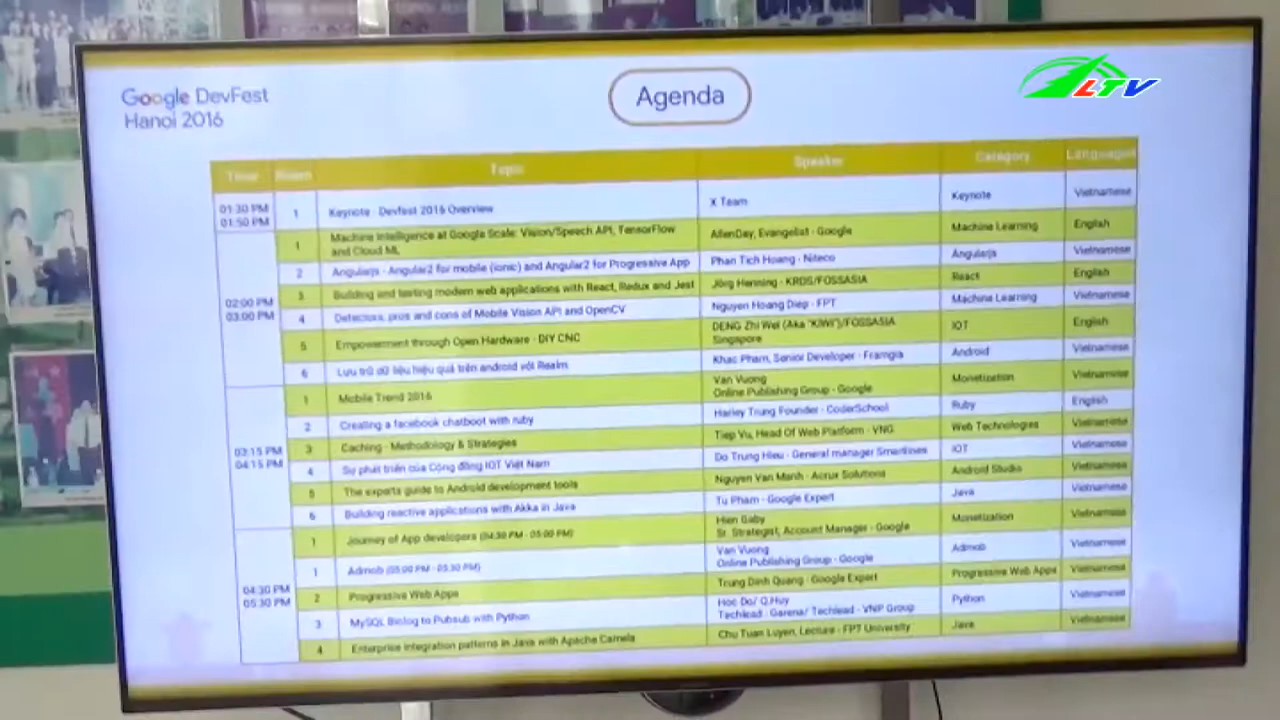 LTV
Google DevFest
Hanoi 2016
Agenda
Time Room Topic Speaker Category Languages
01:30 PM
01:50 PM
1 Keynote - Devfest 2016 Overview X Team Keynote Vietnamese
02:00 PM
03:00 PM
1 Machine Intelligence at Google Scale: Vision/Speech API, TensorFlow
and Cloud ML AllenDay, Evangelist - Google Machine Learning English
2 Angularjs - Angular2 for mobile (ionic) and Angular2 for Progressive App Phan Tich Hoang - Niteco Angularjs Vietnamese
3 Building and testing modern web applications with React, Redux and Jest Jörg Henning - KRDS/FOSSASIA React English
4 Detectors, pros and cons of Mobile Vision API and OpenCV Nguyen Hoang Diep - FPT Machine Learning Vietnamese
5 Empowerment through Open Hardware - DIY CNC DENG Zhi Wei (Aka "KIWI")/FOSSASIA
Singapore IOT English
6 Lưu trữ dữ liệu hiệu quả trên android với Realm Khac Pham, Senior Developer - Framgia Android Vietnamese
03:15 PM
04:15 PM
1 Mobile Trend 2016 Van Vuong
Online Publishing Group - Google Monetization Vietnamese
2 Creating a facebook chatboot with ruby Harley Trung Founder - CoderSchool Ruby English
3 Caching - Methodology & Strategies Tiep Vu, Head Of Web Platform - VNG Web Technologies Vietnamese
4 Sự phát triển của Cộng đồng IOT Việt Nam Do Trung Hieu - General manager Smartlines IOT Vietnamese
5 The experts guide to Android development tools Nguyen Van Manh - Acrux Solutions Android Studio Vietnamese
6 Building reactive applications with Akka in Java Tu Pham - Google Expert Java Vietnamese
04:30 PM
05:30 PM
1 Journey of App developers (04:30 PM - 05:00 PM) Hien Gaby
Sr. Strategist, Account Manager - Google Monetization Vietnamese
1 Admob (05:00 PM - 05:30 PM) Van Vuong
Online Publishing Group - Google Admob Vietnamese
2 Progressive Web Apps Trung Dinh Quang - Google Expert Progressive Web Apps Vietnamese
3 MySQL Binlog to Pubsub with Python Hoc Do/ Q.Huy
Techlead - Garena/ Techlead - VNP Group Python Vietnamese
4 Enterprise integration patterns in Java with Apache Camela Chu Tuan Luyen, Lecture - FPT University Java Vietnamese